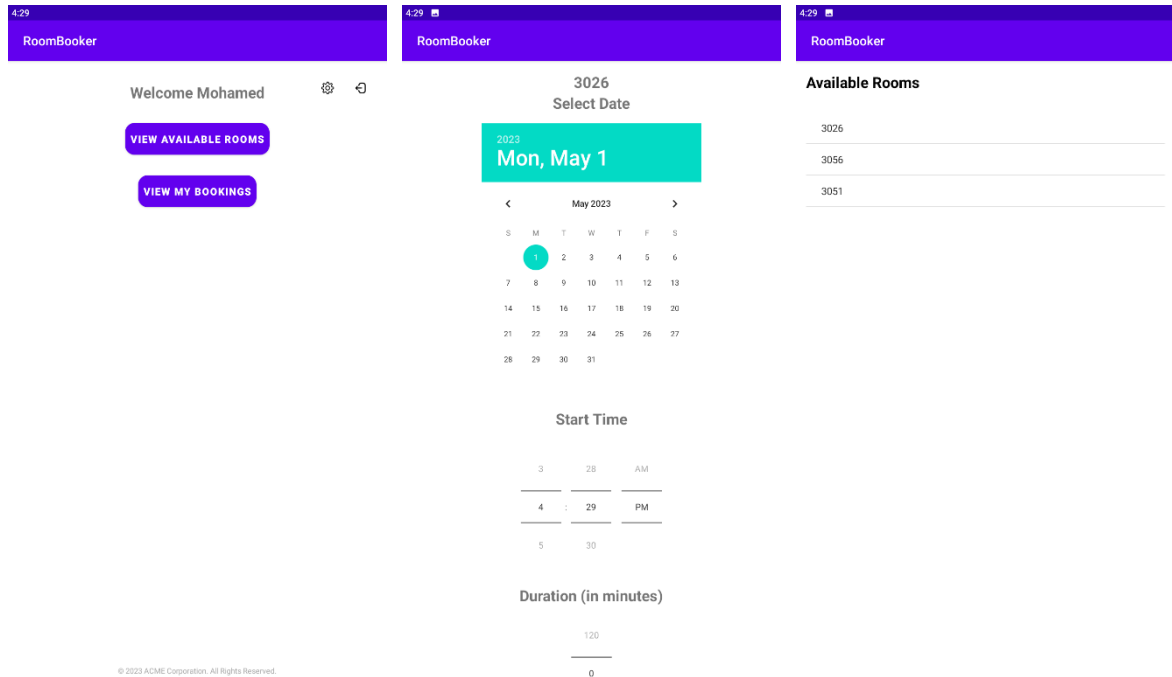 4:29
RoomBooker
Welcome Mohamed
VIEW AVAILABLE ROOMS
VIEW MY BOOKINGS
© 2023 ACME Corporation. All Rights Reserved.
4:29
RoomBooker
3026
Select Date
2023
Mon, May 1
May 2023
S M T W T F S
1 2 3 4 5 6
7 8 9 10 11 12 13
14 15 16 17 18 19 20
21 22 23 24 25 26 27
28 29 30 31
Start Time
3 28 AM
4 : 29 PM
5 30
Duration (in minutes)
120
0
4:29
RoomBooker
Available Rooms
3026
3056
3051